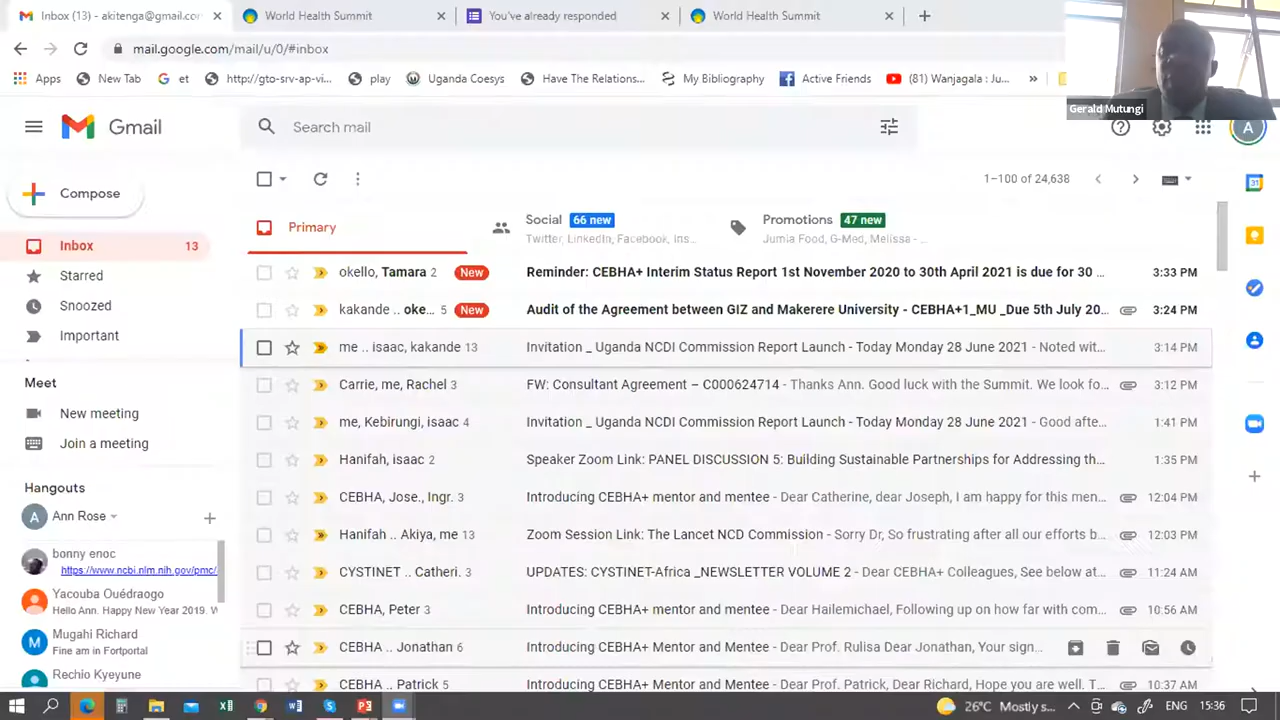 Inbox (13) - akitenga@gmail.co
World Health Summit
You've already responded
World Health Summit
mail.google.com/mail/u/0/#inbox
Apps
New Tab
et
http://gto-srv-ap-vi...
play
Uganda Coesys
Have The Relations...
My Bibliography
Active Friends
(81) Wanjagala : Ju...
Gerald Mutungi
Gmail
Search mail
A
Compose
1–100 of 24,638
Inbox 13
Primary
Social 66 new
Twitter, LinkedIn, Facebook, Ins...
Promotions 47 new
Jumia Food, G-Med, Melissa - ...
Starred
Snoozed
Important
okello, Tamara 2 New Reminder: CEBHA+ Interim Status Report 1st November 2020 to 30th April 2021 is due for 30 ... 3:33 PM
kakande .. oke... 5 New Audit of the Agreement between GIZ and Makerere University - CEBHA+1_MU _Due 5th July 20... 3:24 PM
me .. isaac, kakande 13 Invitation _ Uganda NCDI Commission Report Launch - Today Monday 28 June 2021 - Noted wit... 3:14 PM
Carrie, me, Rachel 3 FW: Consultant Agreement – C000624714 - Thanks Ann. Good luck with the Summit. We look fo... 3:12 PM
me, Kebirungi, isaac 4 Invitation _ Uganda NCDI Commission Report Launch - Today Monday 28 June 2021 - Good afte... 1:41 PM
Hanifah, isaac 2 Speaker Zoom Link: PANEL DISCUSSION 5: Building Sustainable Partnerships for Addressing th... 1:35 PM
CEBHA, Jose., Ingr. 3 Introducing CEBHA+ mentor and mentee - Dear Catherine, dear Joseph, I am happy for this men... 12:04 PM
Hanifah .. Akiya, me 13 Zoom Session Link: The Lancet NCD Commission - Sorry Dr, So frustrating after all our efforts b... 12:03 PM
CYSTINET .. Catheri. 3 UPDATES: CYSTINET-Africa _NEWSLETTER VOLUME 2 - Dear CEBHA+ Colleagues, See below at... 11:24 AM
CEBHA, Peter 3 Introducing CEBHA+ mentor and mentee - Dear Hailemichael, Following up on how far with com... 10:56 AM
CEBHA .. Jonathan 6 Introducing CEBHA+ Mentor and Mentee - Dear Prof. Rulisa Dear Jonathan, Your sign...
CEBHA .. Patrick 5 Introducing CEBHA+ Mentor and Mentee - Dear Prof. Patrick, Dear Richard, Hope you are well. T... 10:37 AM
Meet
New meeting
Join a meeting
Hangouts
A Ann Rose
bonny enoc
https://www.ncbi.nlm.nih.gov/pmc/
Yacouba Ouédraogo
Hello Ann. Happy New Year 2019. W
M Mugahi Richard
Fine am in Fortportal
Rechio Kyeyune
31
26°C Mostly s...
ENG
15:36